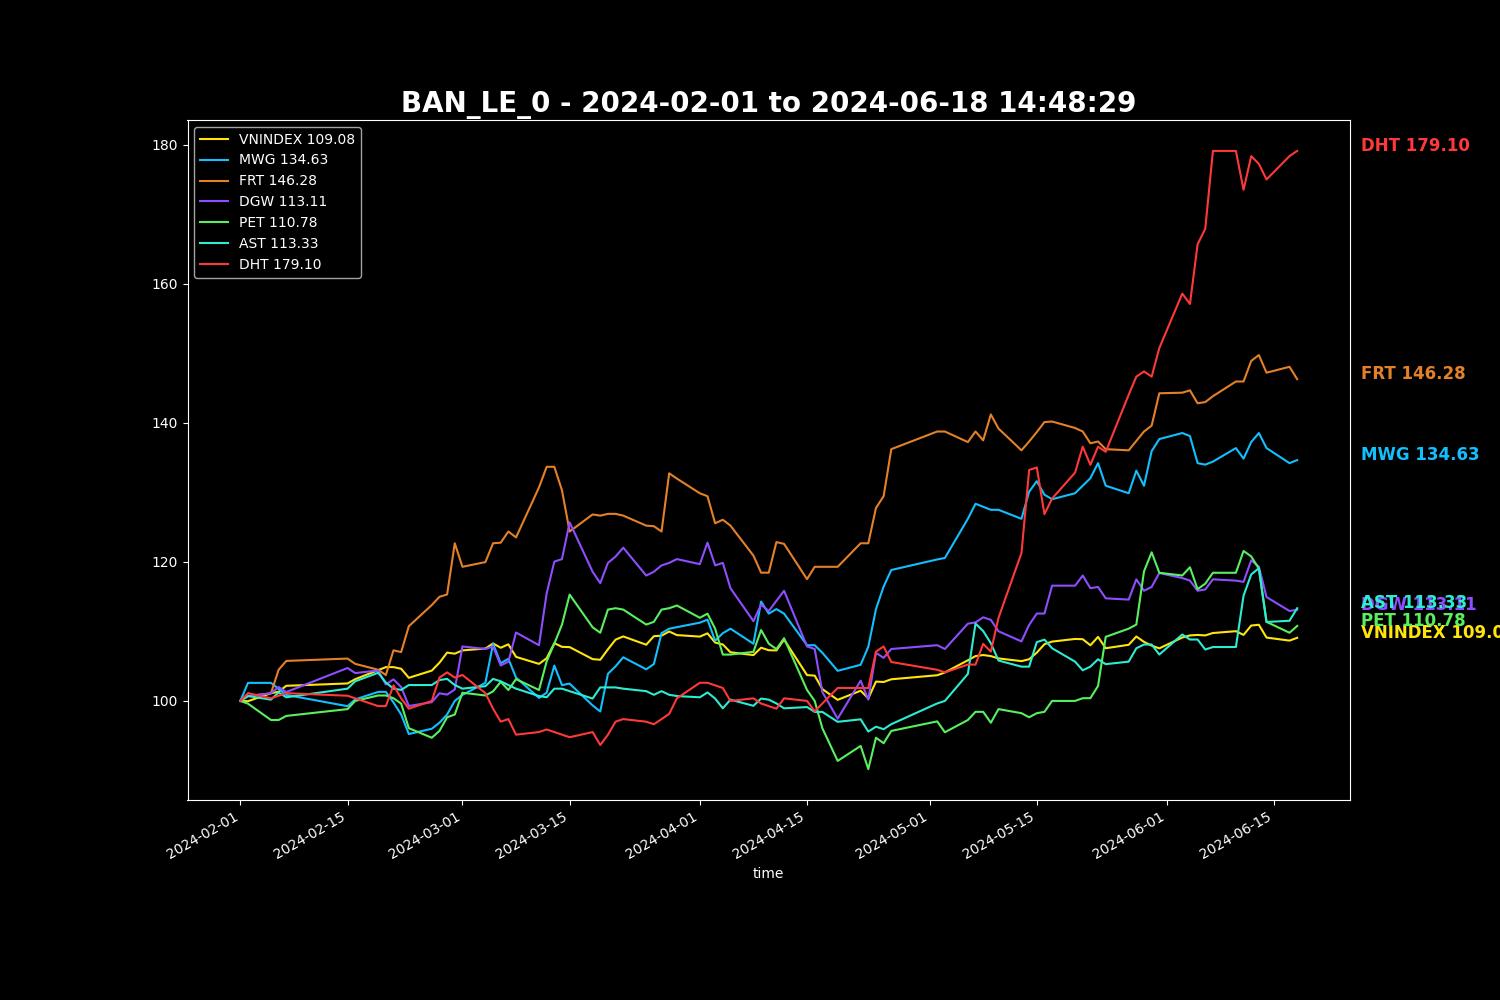 BAN_LE_0 - 2024-02-01 to 2024-06-18 14:48:29
VNINDEX 109.08
MWG 134.63
FRT 146.28
DGW 113.11
PET 110.78
AST 113.33
DHT 179.10
180
160
140
120
100
DHT 179.10
FRT 146.28
MWG 134.63
AST 113.33
DGW 113.11
PET 110.78
VNINDEX 109.0
2024-02-01
2024-02-15
2024-03-01
2024-03-15
2024-04-01
2024-04-15
2024-05-01
2024-05-15
2024-06-01
2024-06-15
time